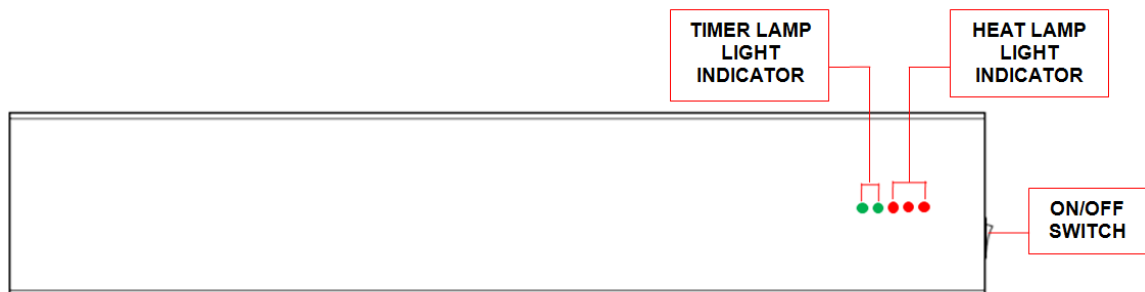 TIMER LAMP
LIGHT
INDICATOR
HEAT LAMP
LIGHT
INDICATOR
ON/OFF
SWITCH